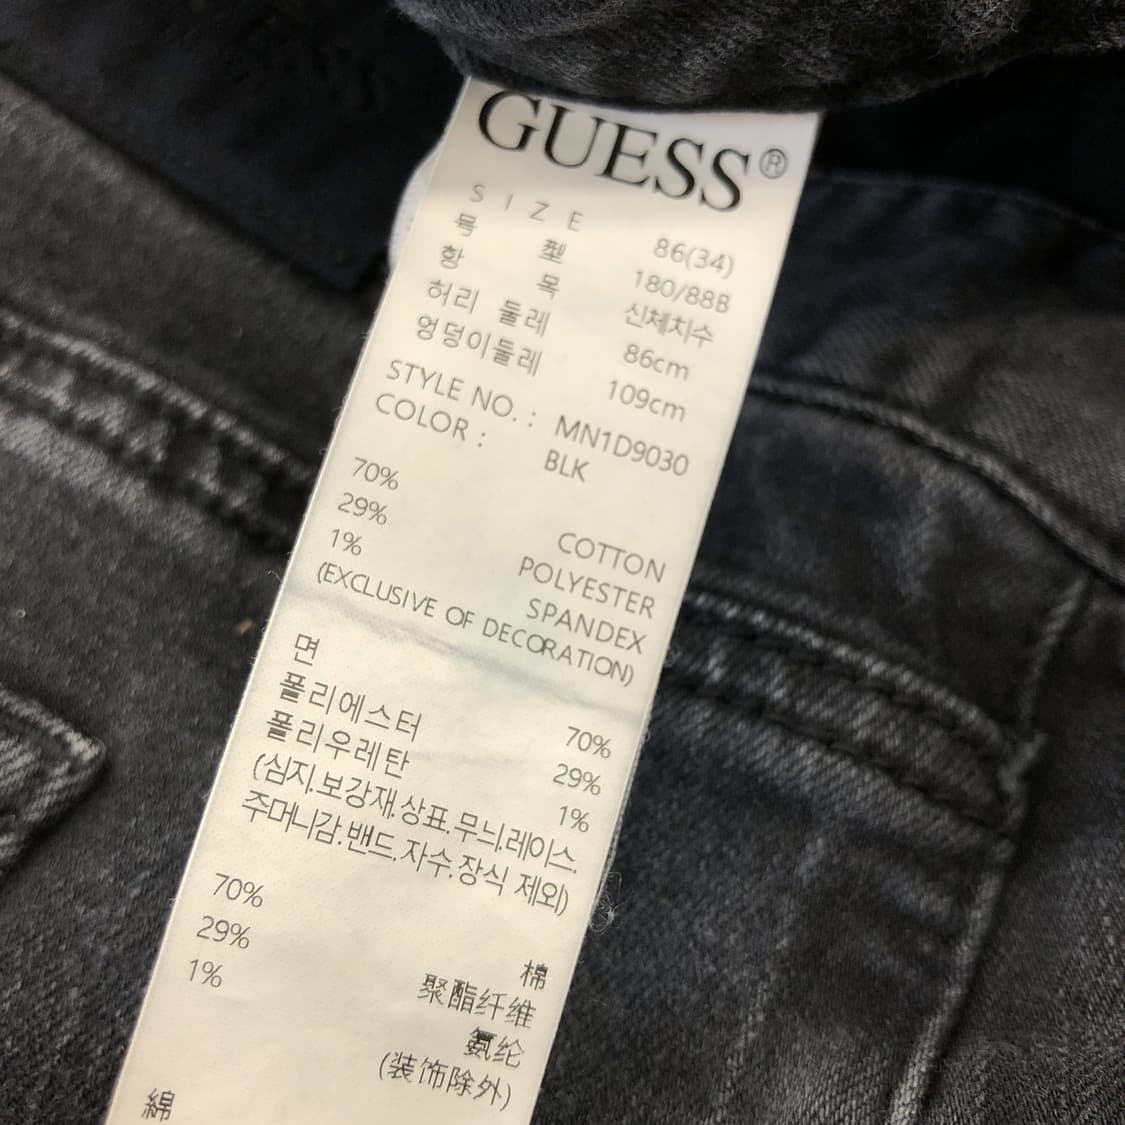 GUESS®
SIZE 86(34)
号型 180/88B
항목 신체치수
허리 둘레 86cm
엉덩이둘레 109cm
STYLE NO. : MN1D9030
COLOR : BLK
70% COTTON
29% POLYESTER
1% SPANDEX
(EXCLUSIVE OF DECORATION)
면 70%
폴리에스터 29%
폴리우레탄 1%
(심지.보강재.상표.무늬.레이스.
주머니감.밴드.자수.장식 제외)
70% 棉
29% 聚酯纤维
1% 氨纶
(装饰除外)
綿